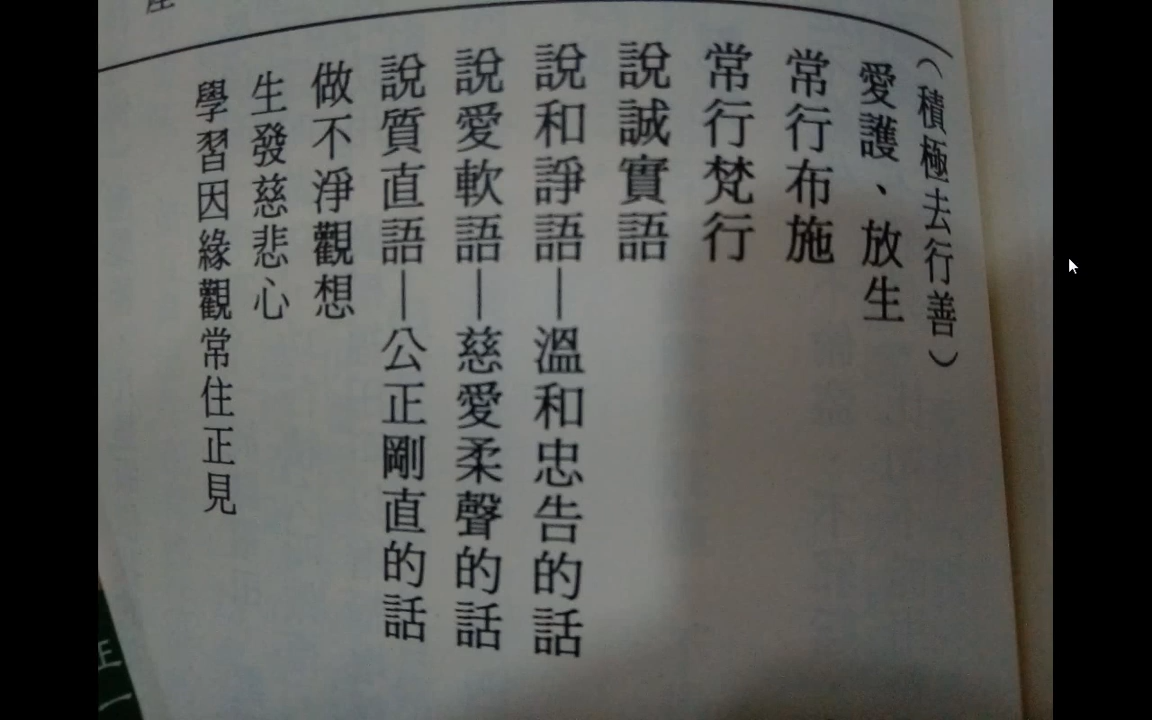 （積極去行善）
愛護、放生
常行布施
常行梵行
說誠實語
說和諍語—溫和忠告的話
說愛軟語—慈愛柔聲的話
說質直語—公正剛直的話
做不淨觀想
生發慈悲心
學習因緣觀常住正見